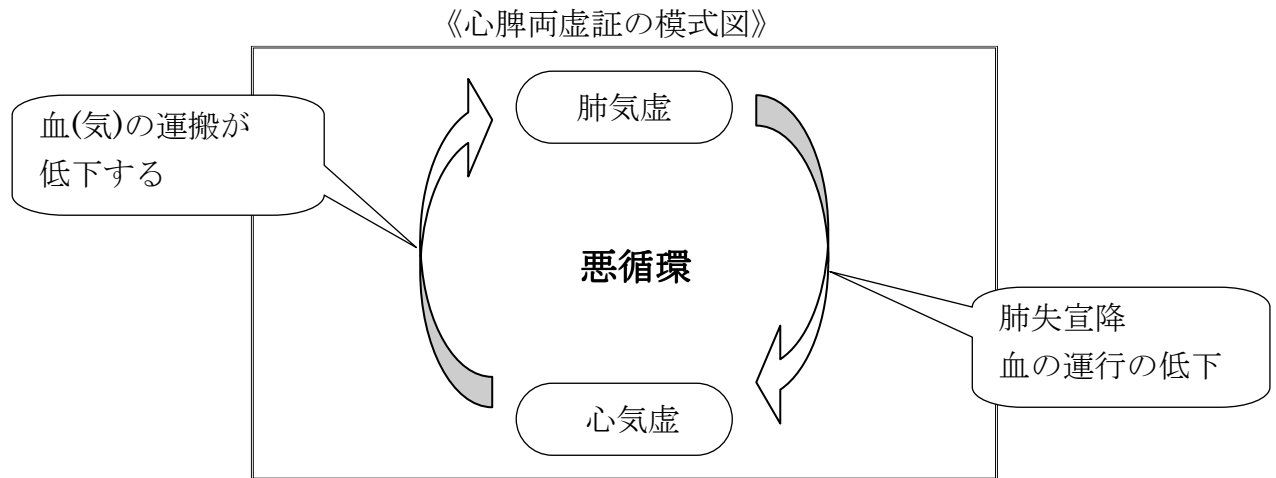 《心脾両虚証の模式図》
肺気虚
血(気)の運搬が
低下する
悪循環
肺失宣降
血の運行の低下
心気虚